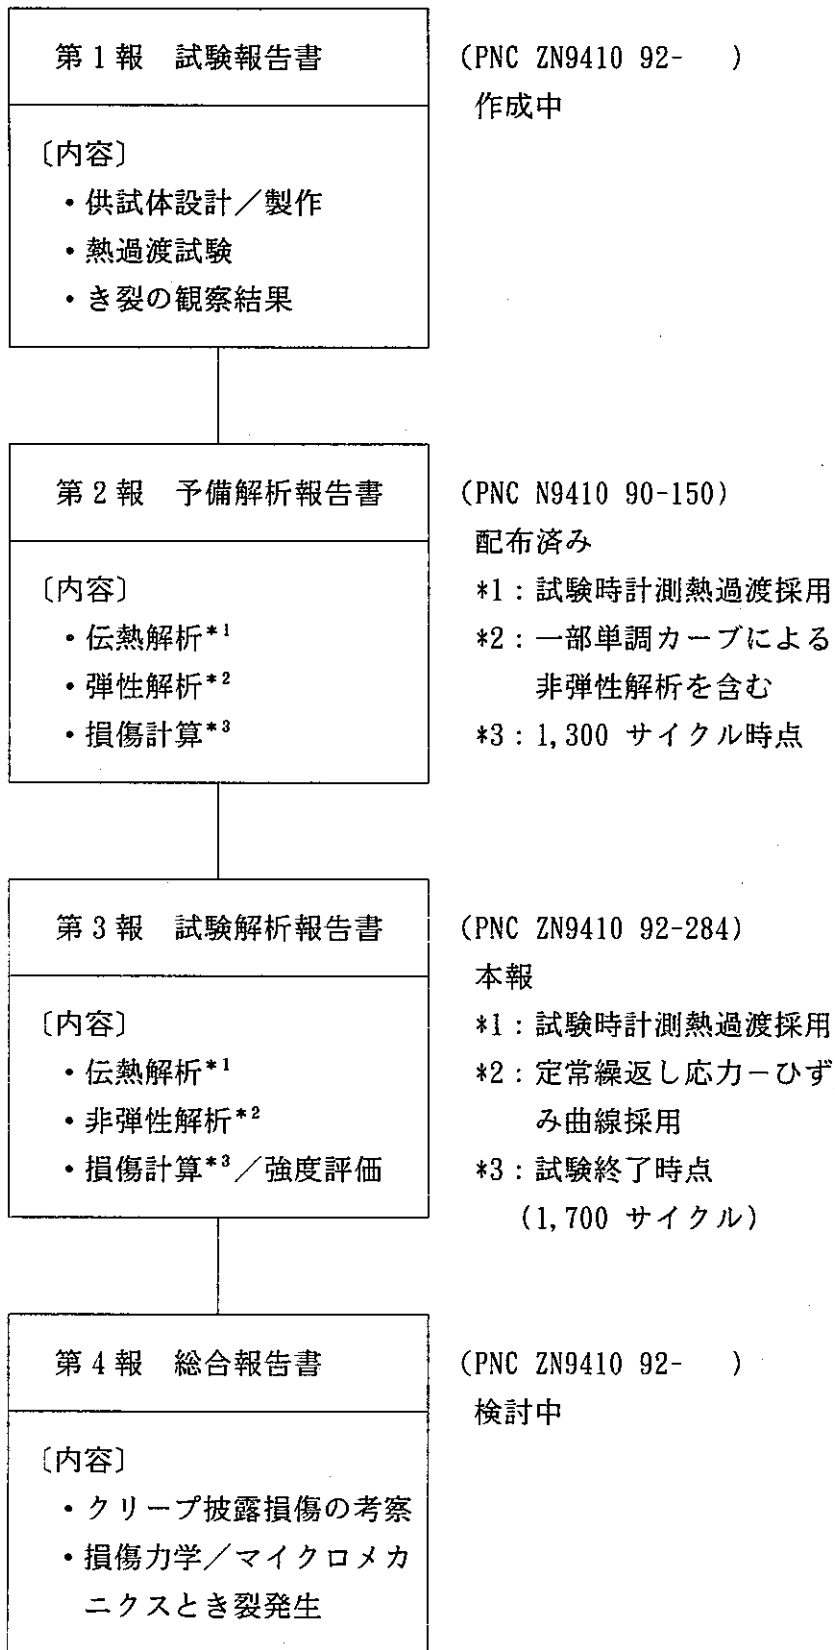 第1報 試験報告書
(PNC ZN9410 92-   )
作成中
〔内容〕
・供試体設計／製作
・熱過渡試験
・き裂の観察結果
第2報 予備解析報告書
(PNC N9410 90-150)
配布済み
〔内容〕
・伝熱解析*1
・弾性解析*2
・損傷計算*3
*1：試験時計測熱過渡採用
*2：一部単調カーブによる
非弾性解析を含む
*3：1,300 サイクル時点
第3報 試験解析報告書
(PNC ZN9410 92-284)
本報
〔内容〕
・伝熱解析*1
・非弾性解析*2
・損傷計算*3／強度評価
*1：試験時計測熱過渡採用
*2：定常繰返し応力－ひず
み曲線採用
*3：試験終了時点
(1,700 サイクル)
第4報 総合報告書
(PNC ZN9410 92-   )
検討中
〔内容〕
・クリープ披露損傷の考察
・損傷力学／マイクロメカ
ニクスとき裂発生